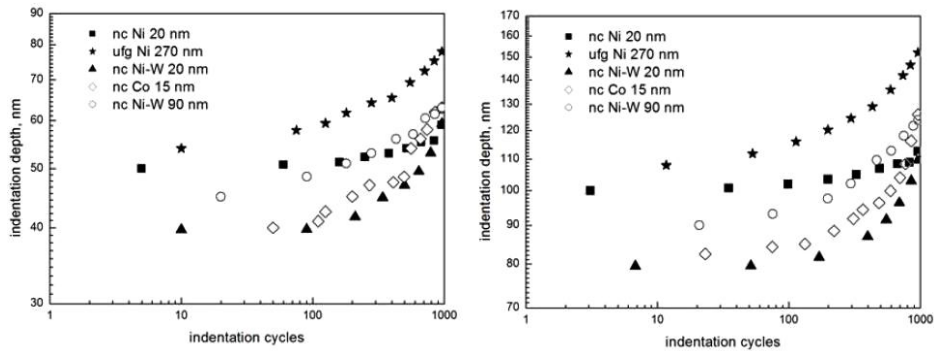 90
80
70
60
50
40
30
indentation depth, nm
nc Ni 20 nm
ufg Ni 270 nm
nc Ni-W 20 nm
nc Co 15 nm
nc Ni-W 90 nm
1 10 100 1000
indentation cycles
170
160
150
140
130
120
110
100
90
80
70
indentation depth, nm
nc Ni 20 nm
ufg Ni 270 nm
nc Ni-W 20 nm
nc Co 15 nm
nc Ni-W 90 nm
1 10 100 1000
indentation cycles